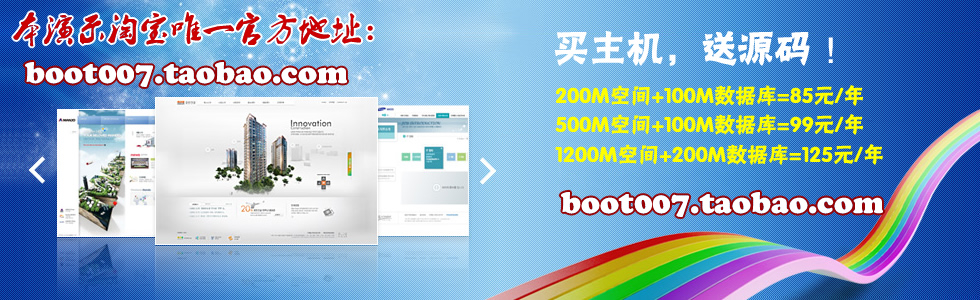 本演示淘宝唯一官方地址：
boot007.taobao.com
Innovation
买主机，送源码！
200M空间+100M数据库=85元/年
500M空间+100M数据库=99元/年
1200M空间+200M数据库=125元/年
boot007.taobao.com